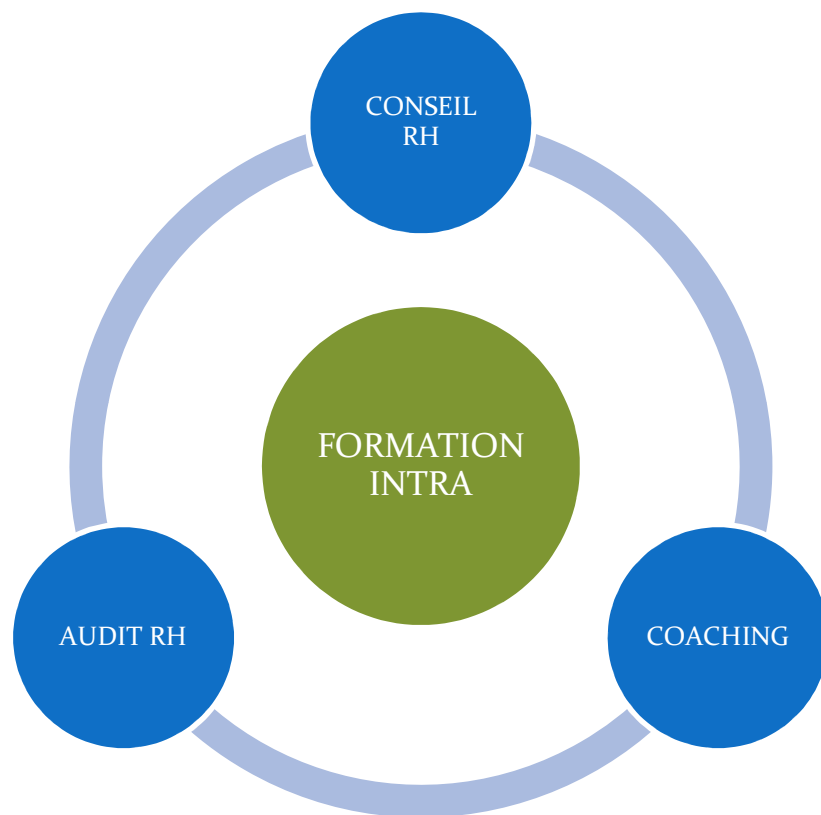 CONSEIL
RH
FORMATION
INTRA
AUDIT RH
COACHING